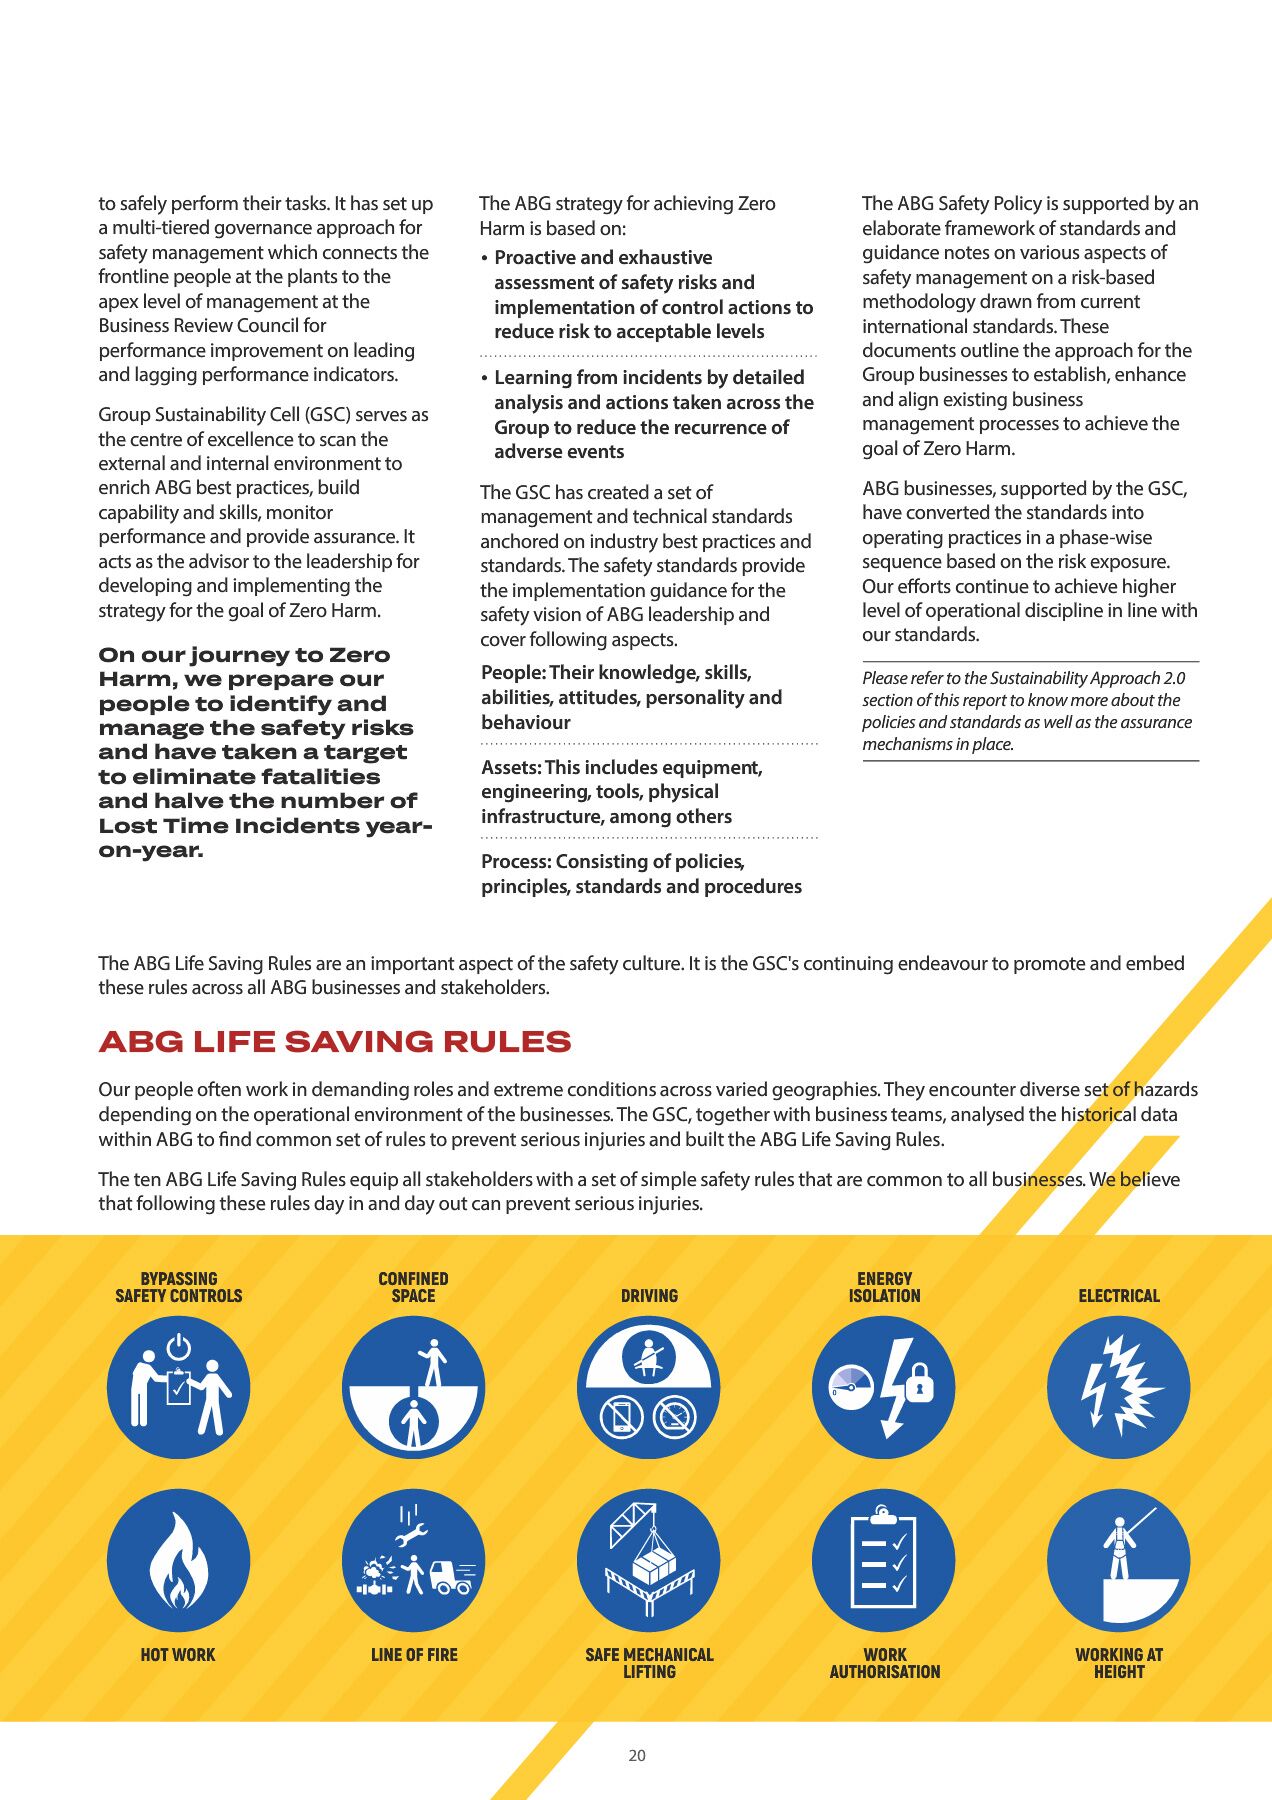 to safely perform their tasks. It has set up
a multi-tiered governance approach for
safety management which connects the
frontline people at the plants to the
apex level of management at the
Business Review Council for
performance improvement on leading
and lagging performance indicators.
Group Sustainability Cell (GSC) serves as
the centre of excellence to scan the
external and internal environment to
enrich ABG best practices, build
capability and skills, monitor
performance and provide assurance. It
acts as the advisor to the leadership for
developing and implementing the
strategy for the goal of Zero Harm.
On our journey to Zero
Harm, we prepare our
people to identify and
manage the safety risks
and have taken a target
to eliminate fatalities
and halve the number of
Lost Time Incidents year-
on-year.
The ABG strategy for achieving Zero
Harm is based on:
• Proactive and exhaustive
assessment of safety risks and
implementation of control actions to
reduce risk to acceptable levels
• Learning from incidents by detailed
analysis and actions taken across the
Group to reduce the recurrence of
adverse events
The GSC has created a set of
management and technical standards
anchored on industry best practices and
standards. The safety standards provide
the implementation guidance for the
safety vision of ABG leadership and
cover following aspects.
People: Their knowledge, skills,
abilities, attitudes, personality and
behaviour
Assets: This includes equipment,
engineering, tools, physical
infrastructure, among others
Process: Consisting of policies,
principles, standards and procedures
The ABG Safety Policy is supported by an
elaborate framework of standards and
guidance notes on various aspects of
safety management on a risk-based
methodology drawn from current
international standards. These
documents outline the approach for the
Group businesses to establish, enhance
and align existing business
management processes to achieve the
goal of Zero Harm.
ABG businesses, supported by the GSC,
have converted the standards into
operating practices in a phase-wise
sequence based on the risk exposure.
Our efforts continue to achieve higher
level of operational discipline in line with
our standards.
Please refer to the Sustainability Approach 2.0
section of this report to know more about the
policies and standards as well as the assurance
mechanisms in place.
The ABG Life Saving Rules are an important aspect of the safety culture. It is the GSC's continuing endeavour to promote and embed
these rules across all ABG businesses and stakeholders.
ABG LIFE SAVING RULES
Our people often work in demanding roles and extreme conditions across varied geographies. They encounter diverse set of hazards
depending on the operational environment of the businesses. The GSC, together with business teams, analysed the historical data
within ABG to find common set of rules to prevent serious injuries and built the ABG Life Saving Rules.
The ten ABG Life Saving Rules equip all stakeholders with a set of simple safety rules that are common to all businesses. We believe
that following these rules day in and day out can prevent serious injuries.
BYPASSING
SAFETY CONTROLS
CONFINED
SPACE
DRIVING
ENERGY
ISOLATION
ELECTRICAL
0
HOT WORK
LINE OF FIRE
SAFE MECHANICAL
LIFTING
WORK
AUTHORISATION
WORKING AT
HEIGHT
20